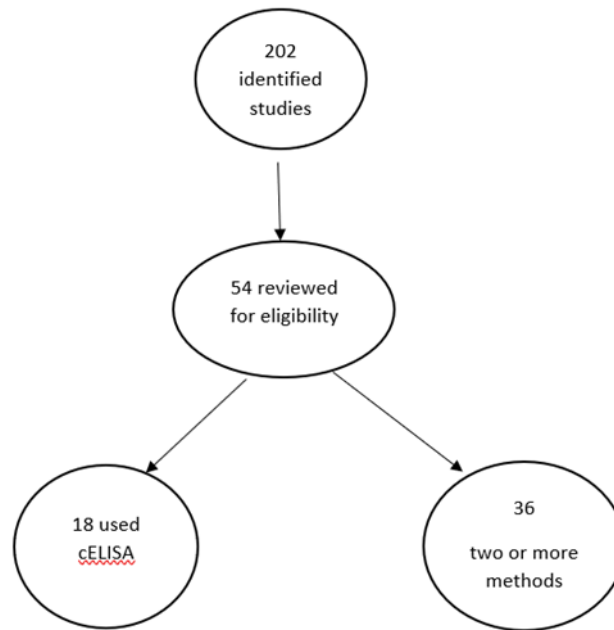 202
identified
studies
54 reviewed
for eligibility
18 used
cELISA
36
two or more
methods